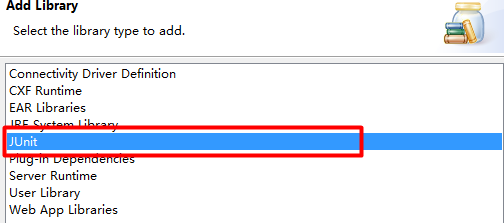 Add Library
Select the library type to add.
Connectivity Driver Definition
CXF Runtime
EAR Libraries
JRE System Library
JUnit
Plug-in Dependencies
Server Runtime
User Library
Web App Libraries